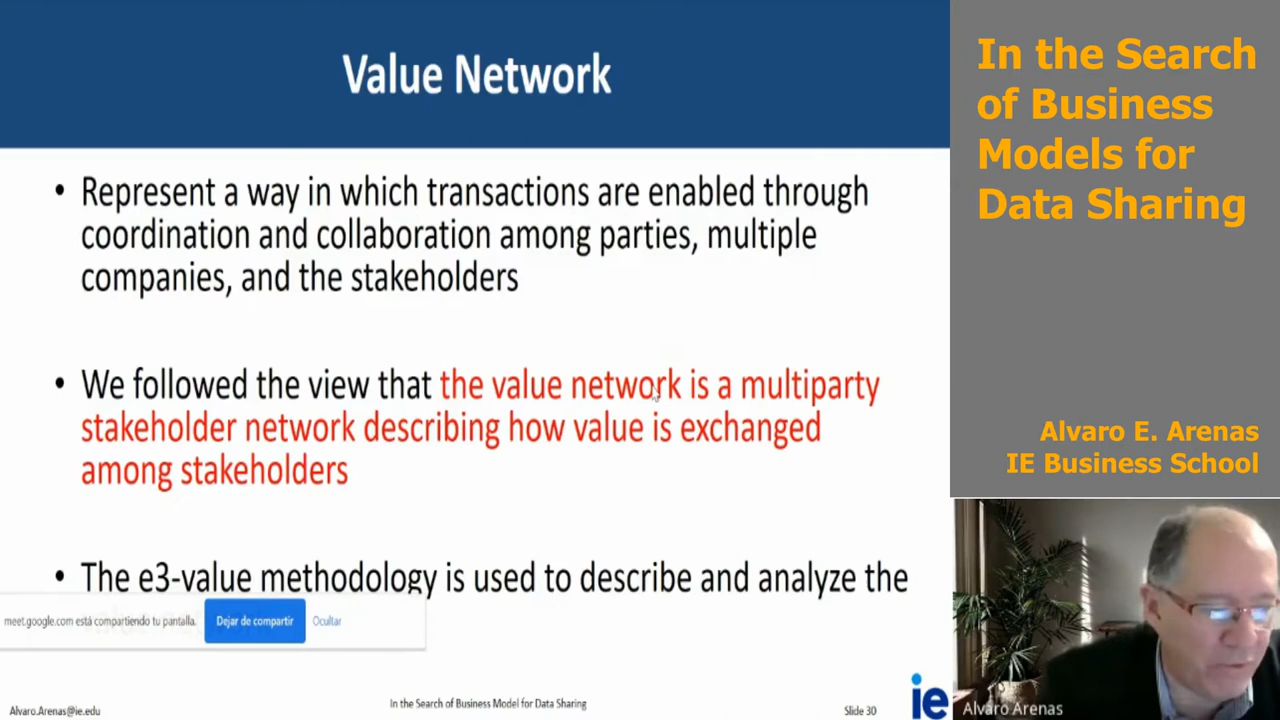 Value Network
• Represent a way in which transactions are enabled through
coordination and collaboration among parties, multiple
companies, and the stakeholders
• We followed the view that the value network is a multiparty
stakeholder network describing how value is exchanged
among stakeholders
• The e3-value methodology is used to describe and analyze the
meet.google.com está compartiendo tu pantalla.
Dejar de compartir
Ocultar
Alvaro.Arenas@ie.edu
In the Search of Business Model for Data Sharing
Slide 30
ie
In the Search
of Business
Models for
Data Sharing
Alvaro E. Arenas
IE Business School
Alvaro Arenas